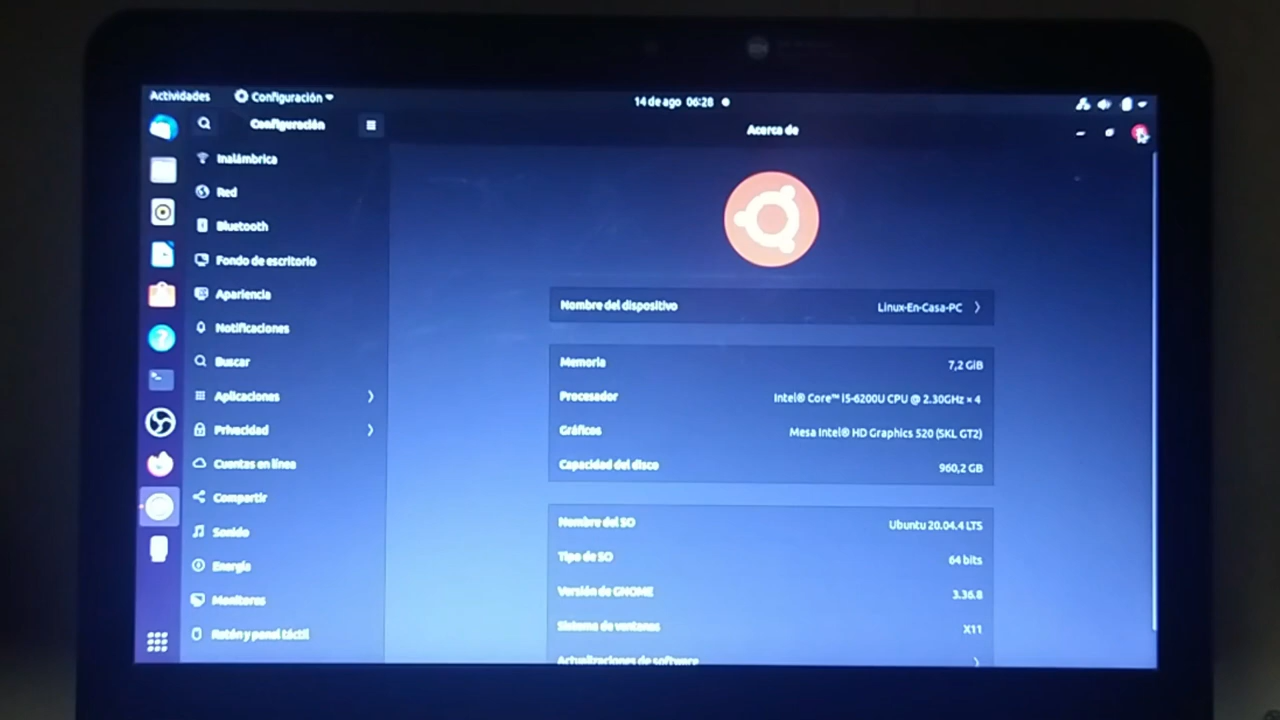 Actividades
Configuración
14 de ago 06:28
Configuración
Acerca de
Inalámbrica
Red
Bluetooth
Fondo de escritorio
Apariencia
Notificaciones
Buscar
Aplicaciones
Privacidad
Cuentas en línea
Compartir
Sonido
Energía
Monitores
Ratón y panel táctil
Nombre del dispositivo
Linux-En-Casa-PC
Memoria
7,2 GiB
Procesador
Intel® Core™ i5-6200U CPU @ 2.30GHz × 4
Gráficos
Mesa Intel® HD Graphics 520 (SKL GT2)
Capacidad del disco
960,2 GB
Nombre del SO
Ubuntu 20.04.4 LTS
Tipo de SO
64 bits
Versión de GNOME
3.36.8
Sistema de ventanas
X11
Actualizaciones de software